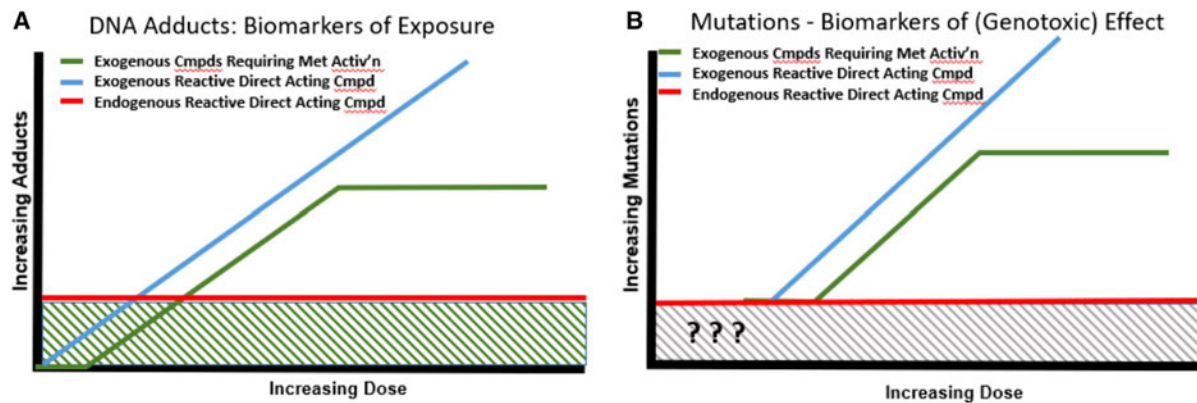 A
DNA Adducts: Biomarkers of Exposure
Exogenous Cmpds Requiring Met Activ'n
Exogenous Reactive Direct Acting Cmpd
Endogenous Reactive Direct Acting Cmpd
Increasing Adducts
Increasing Dose
B
Mutations - Biomarkers of (Genotoxic) Effect
Exogenous Cmpds Requiring Met Activ'n
Exogenous Reactive Direct Acting Cmpd
Endogenous Reactive Direct Acting Cmpd
Increasing Mutations
? ? ?
Increasing Dose